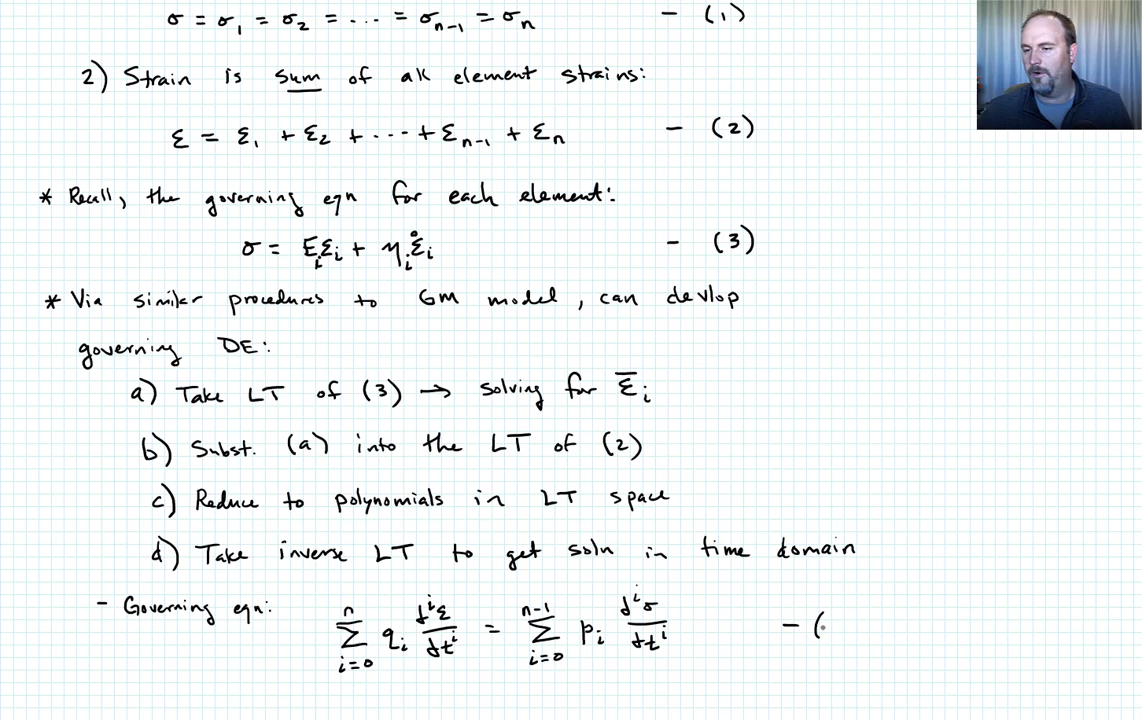 σ = σ₁ = σ₂ = ... = σₙ₋₁ = σₙ - (1)
2) Strain is sum of all element strains:
ε = ε₁ + ε₂ + ... + εₙ₋₁ + εₙ - (2)
* Recall, the governing eqn for each element:
σ = Eᵢεᵢ + ηᵢε̇ᵢ - (3)
* Via similar procedures to GM model, can devlop
governing DE:
a) Take LT of (3) → solving for ε̅ᵢ
b) Subst. (a) into the LT of (2)
c) Reduce to polynomials in LT space
d) Take inverse LT to get soln in time domain
- Governing eqn: ∑_{i=0}^{n} qᵢ dⁱε/dtⁱ = ∑_{i=0}^{n-1} pᵢ dⁱσ/dtⁱ - (